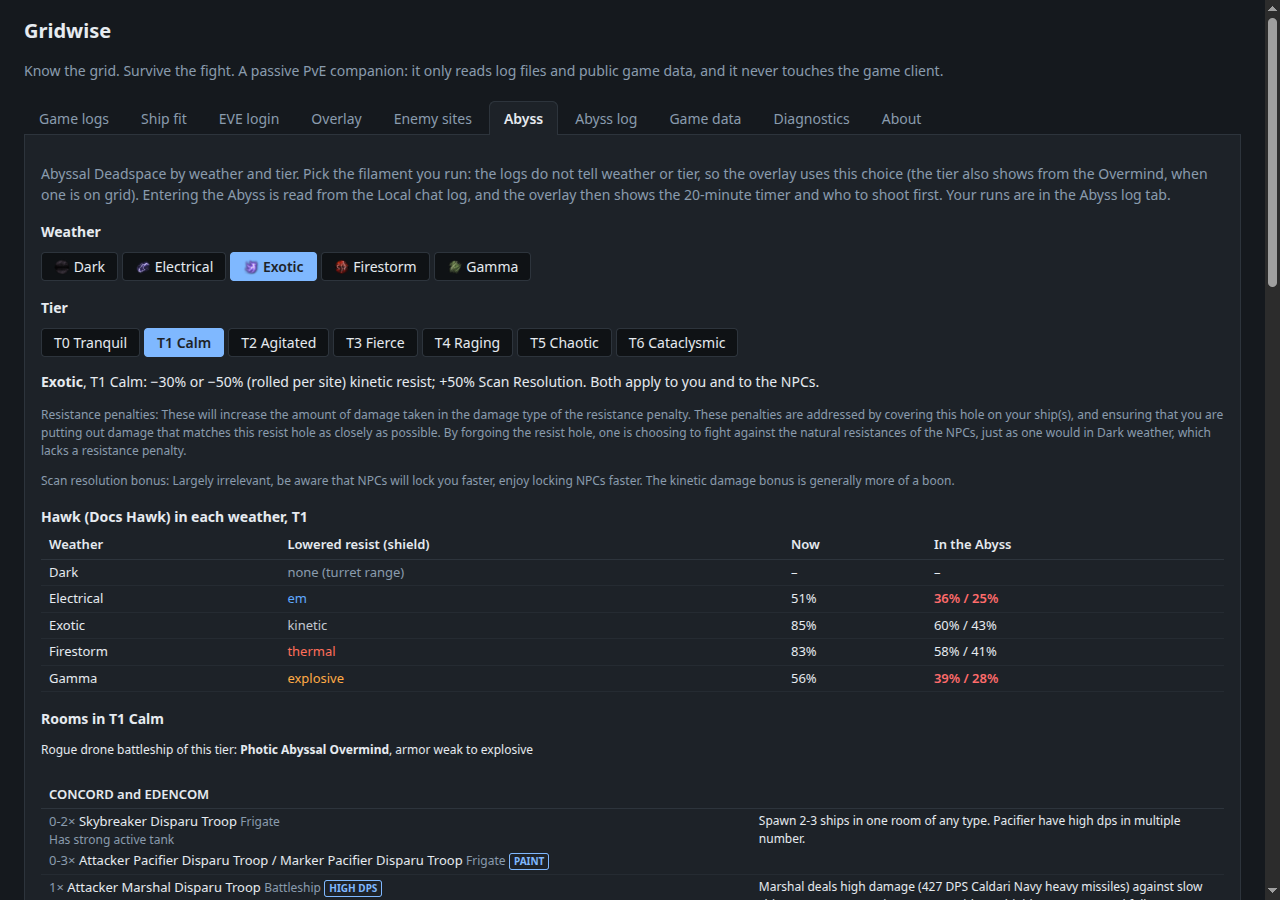 Gridwise
Know the grid. Survive the fight. A passive PvE companion: it only reads log files and public game data, and it never touches the game client.
Game logs Ship fit EVE login Overlay Enemy sites Abyss Abyss log Game data Diagnostics About
Abyssal Deadspace by weather and tier. Pick the filament you run: the logs do not tell weather or tier, so the overlay uses this choice (the tier also shows from the Overmind, when
one is on grid). Entering the Abyss is read from the Local chat log, and the overlay then shows the 20-minute timer and who to shoot first. Your runs are in the Abyss log tab.
Weather
Dark Electrical Exotic Firestorm Gamma
Tier
T0 Tranquil T1 Calm T2 Agitated T3 Fierce T4 Raging T5 Chaotic T6 Cataclysmic
Exotic, T1 Calm: −30% or −50% (rolled per site) kinetic resist; +50% Scan Resolution. Both apply to you and to the NPCs.
Resistance penalties: These will increase the amount of damage taken in the damage type of the resistance penalty. These penalties are addressed by covering this hole on your ship(s), and ensuring that you are
putting out damage that matches this resist hole as closely as possible. By forgoing the resist hole, one is choosing to fight against the natural resistances of the NPCs, just as one would in Dark weather, which
lacks a resistance penalty.
Scan resolution bonus: Largely irrelevant, be aware that NPCs will lock you faster, enjoy locking NPCs faster. The kinetic damage bonus is generally more of a boon.
Hawk (Docs Hawk) in each weather, T1
Weather Lowered resist (shield) Now In the Abyss
Dark none (turret range) – –
Electrical em 51% 36% / 25%
Exotic kinetic 85% 60% / 43%
Firestorm thermal 83% 58% / 41%
Gamma explosive 56% 39% / 28%
Rooms in T1 Calm
Rogue drone battleship of this tier: Photic Abyssal Overmind, armor weak to explosive
CONCORD and EDENCOM
0-2× Skybreaker Disparu Troop Frigate
Has strong active tank
0-3× Attacker Pacifier Disparu Troop / Marker Pacifier Disparu Troop Frigate PAINT
Spawn 2-3 ships in one room of any type. Pacifier have high dps in multiple
number.
1× Attacker Marshal Disparu Troop Battleship HIGH DPS
Marshal deals high damage (427 DPS Caldari Navy heavy missiles) against slow